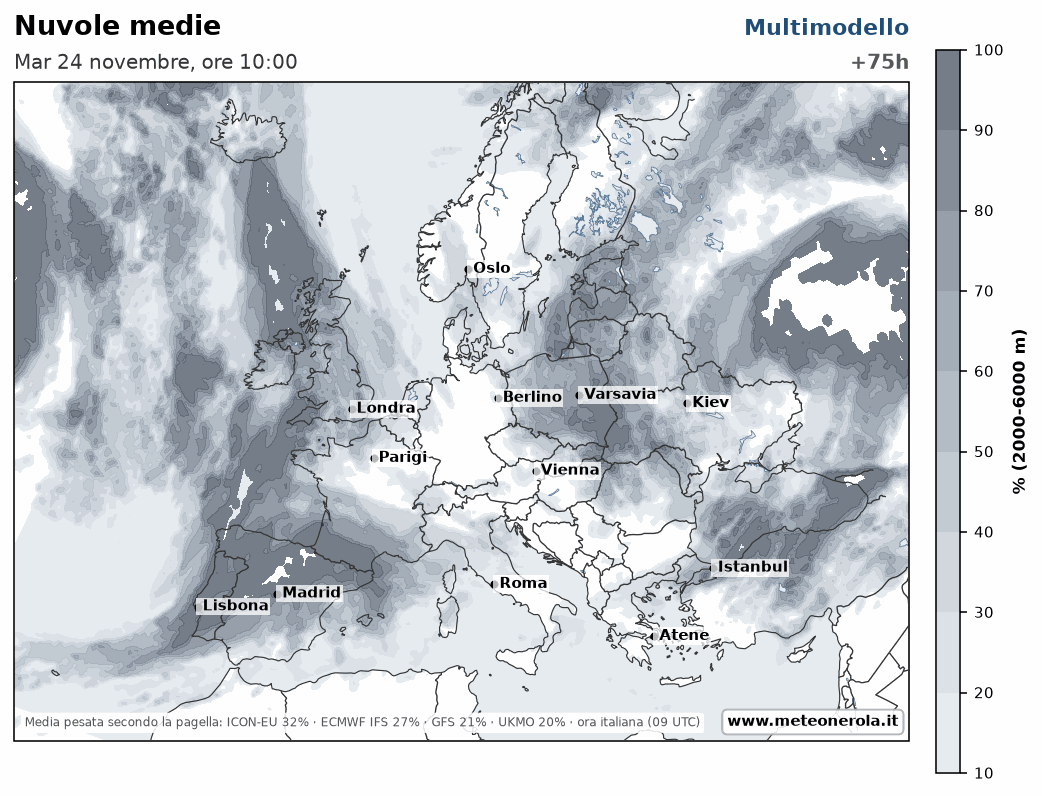 Nuvole medie
Multimodello
Mar 24 novembre, ore 10:00
+75h
100
90
80
70
60
50
40
30
20
10
% (2000-6000 m)
Oslo
Berlino
Varsavia
Londra
Kiev
Parigi
Vienna
Istanbul
Roma
Madrid
Lisbona
Atene
Media pesata secondo la pagella: ICON-EU 32% · ECMWF IFS 27% · GFS 21% · UKMO 20% · ora italiana (09 UTC)
www.meteonerola.it